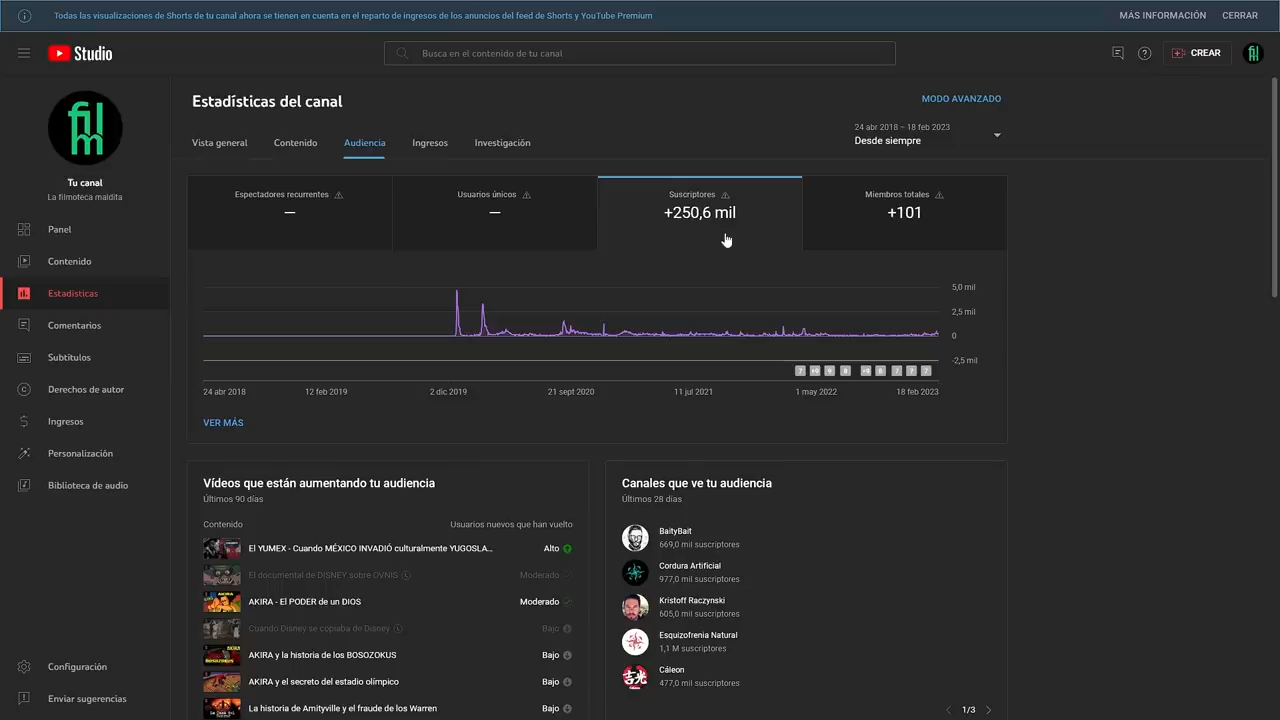 Todas las visualizaciones de Shorts de tu canal ahora se tienen en cuenta en el reparto de ingresos de los anuncios del feed de Shorts y YouTube Premium
MÁS INFORMACIÓN
CERRAR
Studio
Busca en el contenido de tu canal
CREAR
film
film
Tu canal
La filmoteca maldita
Panel
Contenido
Estadísticas
Comentarios
Subtítulos
Derechos de autor
Ingresos
Personalización
Biblioteca de audio
Configuración
Enviar sugerencias
Estadísticas del canal
MODO AVANZADO
Vista general
Contenido
Audiencia
Ingresos
Investigación
24 abr 2018 – 18 feb 2023
Desde siempre
Espectadores recurrentes
—
Usuarios únicos
—
Suscriptores
+250,6 mil
Miembros totales
+101
5,0 mil
2,5 mil
0
-2,5 mil
24 abr 2018
12 feb 2019
2 dic 2019
21 sept 2020
11 jul 2021
1 may 2022
18 feb 2023
VER MÁS
Vídeos que están aumentando tu audiencia
Últimos 90 días
Contenido
Usuarios nuevos que han vuelto
El YUMEX - Cuando MÉXICO INVADIÓ culturalmente YUGOSLA...
Alto
El documental de DISNEY sobre OVNIS
Moderado
AKIRA - El PODER de un DIOS
Moderado
Cuando Disney se copiaba de Disney
Bajo
AKIRA y la historia de los BOSOZOKUS
Bajo
AKIRA y el secreto del estadio olímpico
Bajo
La historia de Amityville y el fraude de los Warren
Bajo
Canales que ve tu audiencia
Últimos 28 días
BaityBait
669,0 mil suscriptores
Cordura Artificial
977,0 mil suscriptores
Kristoff Raczynski
605,0 mil suscriptores
Esquizofrenia Natural
1,1 M suscriptores
Cáleon
477,0 mil suscriptores
1/3